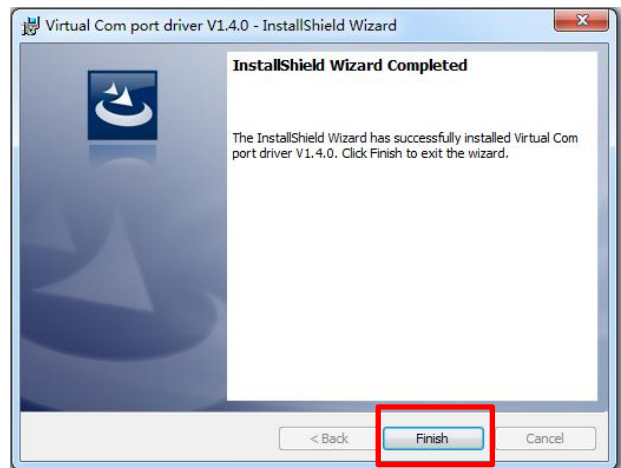 Virtual Com port driver V1.4.0 - InstallShield Wizard
InstallShield Wizard Completed
The InstallShield Wizard has successfully installed Virtual Com
port driver V1.4.0. Click Finish to exit the wizard.
< Back
Finish
Cancel